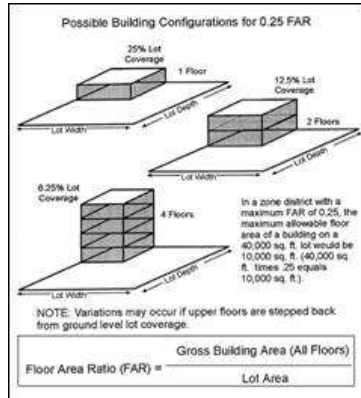 Possible Building Configurations for 0.25 FAR
25% Lot
Coverage
1 Floor
12.5% Lot
Coverage
Lot Width
Lot Depth
2 Floors
Lot Width
Lot Depth
6.25% Lot
Coverage
4 Floors
Lot Width
Lot Depth
In a zone district with
a maximum FAR of 0.25, the
maximum allowable floor
area of a building on a
40,000 sq. ft. lot would be
10,000 sq. ft. (40,000 sq.
ft. times .25 equals
10,000 sq. ft.).
NOTE: Variations may occur if upper floors are stepped back
from ground level lot coverage.
Floor Area Ratio (FAR) =
Gross Building Area (All Floors)
Lot Area